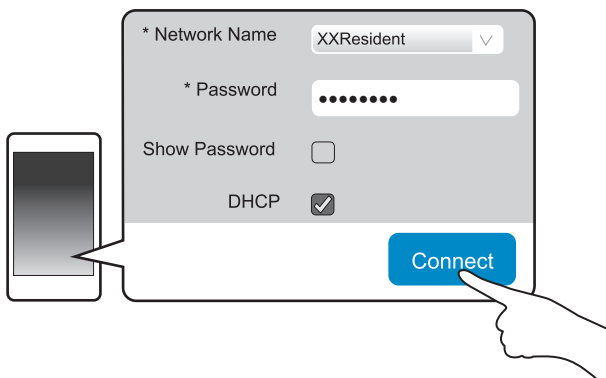 * Network Name XXResident
* Password ••••••••
Show Password
DHCP
Connect